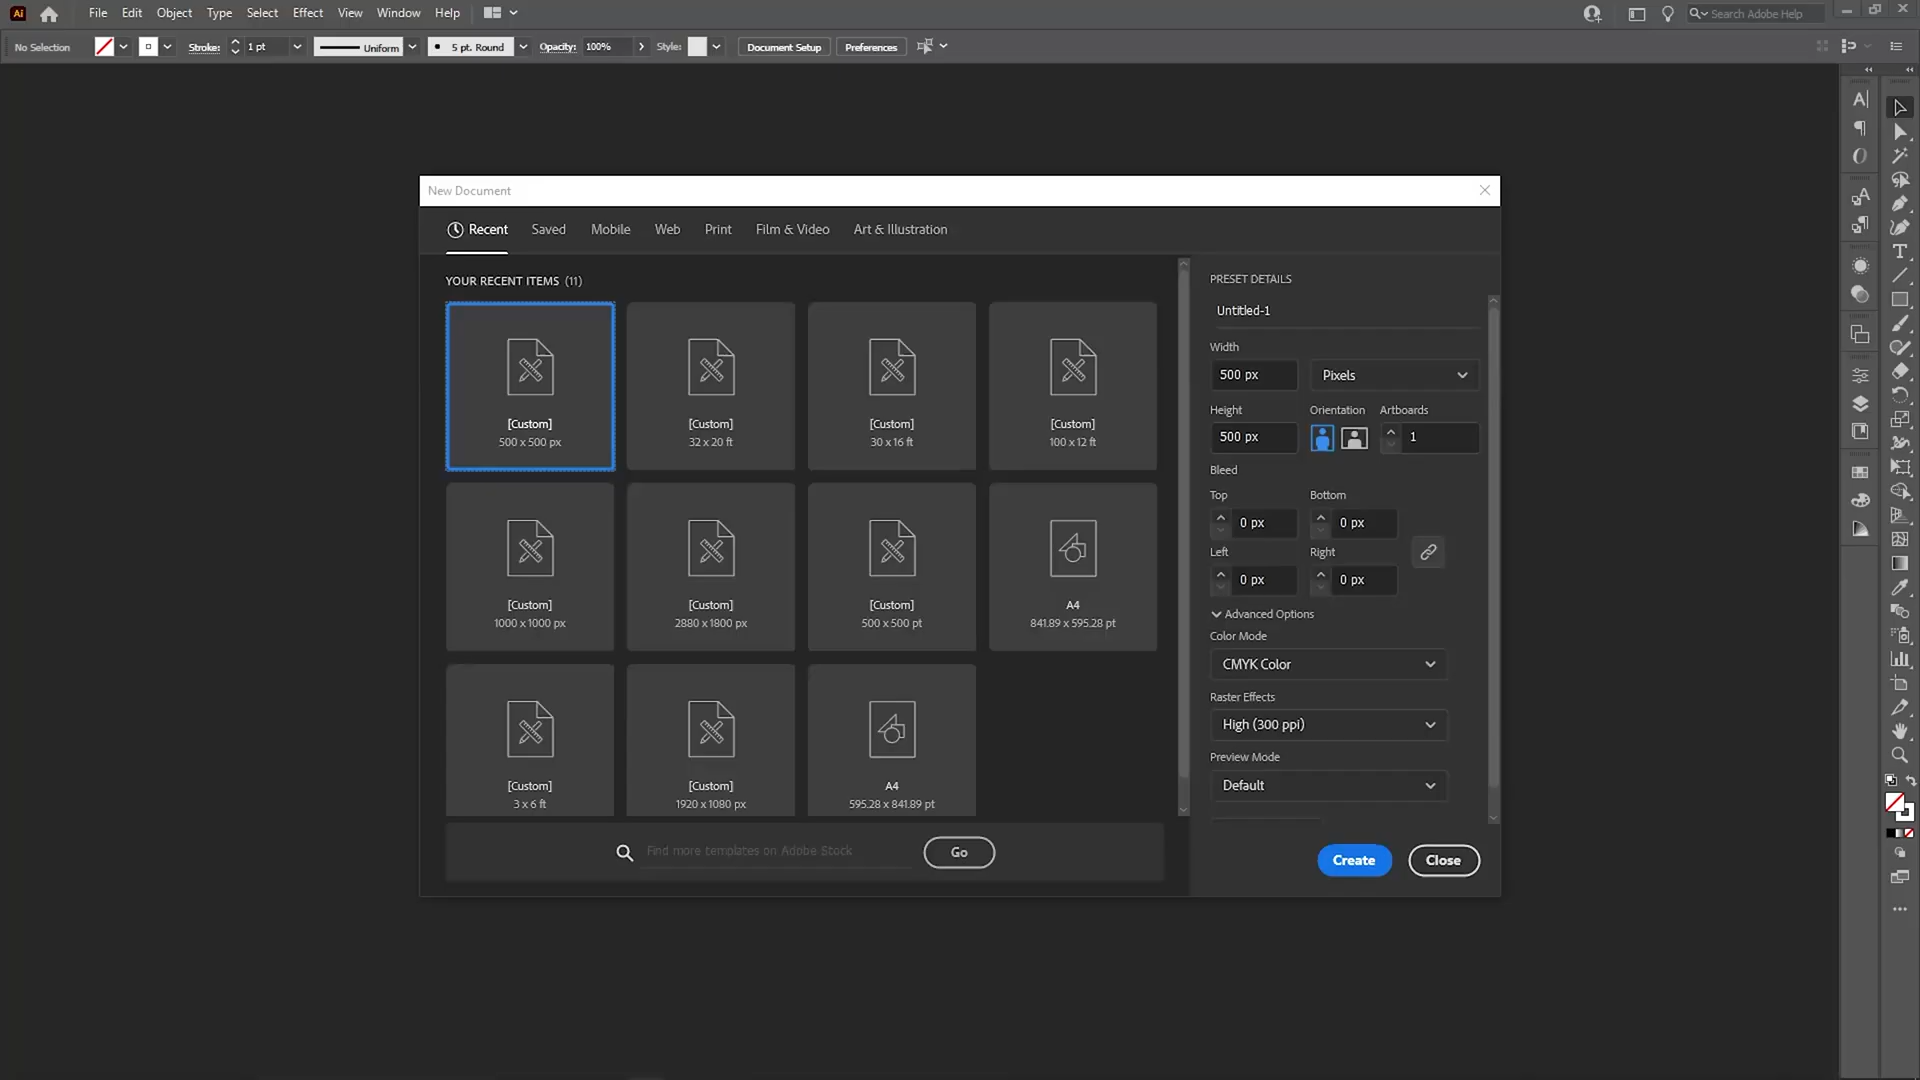 Ai File Edit Object Type Select Effect View Window Help Search Adobe Help
No Selection Stroke: 1 pt Uniform 5 pt. Round Opacity: 100% Style: Document Setup Preferences
New Document
Recent Saved Mobile Web Print Film & Video Art & Illustration
YOUR RECENT ITEMS (11)
[Custom] [Custom] [Custom] [Custom]
500 x 500 px 32 x 20 ft 30 x 16 ft 100 x 12 ft
[Custom] [Custom] [Custom] A4
1000 x 1000 px 2880 x 1800 px 500 x 500 pt 841.89 x 595.28 pt
[Custom] [Custom] A4
3 x 6 ft 1920 x 1080 px 595.28 x 841.89 pt
Find more templates on Adobe Stock Go
PRESET DETAILS
Untitled-1
Width
500 px Pixels
Height Orientation Artboards
500 px 1
Bleed
Top Bottom
0 px 0 px
Left Right
0 px 0 px
Advanced Options
Color Mode
CMYK Color
Raster Effects
High (300 ppi)
Preview Mode
Default
Create Close